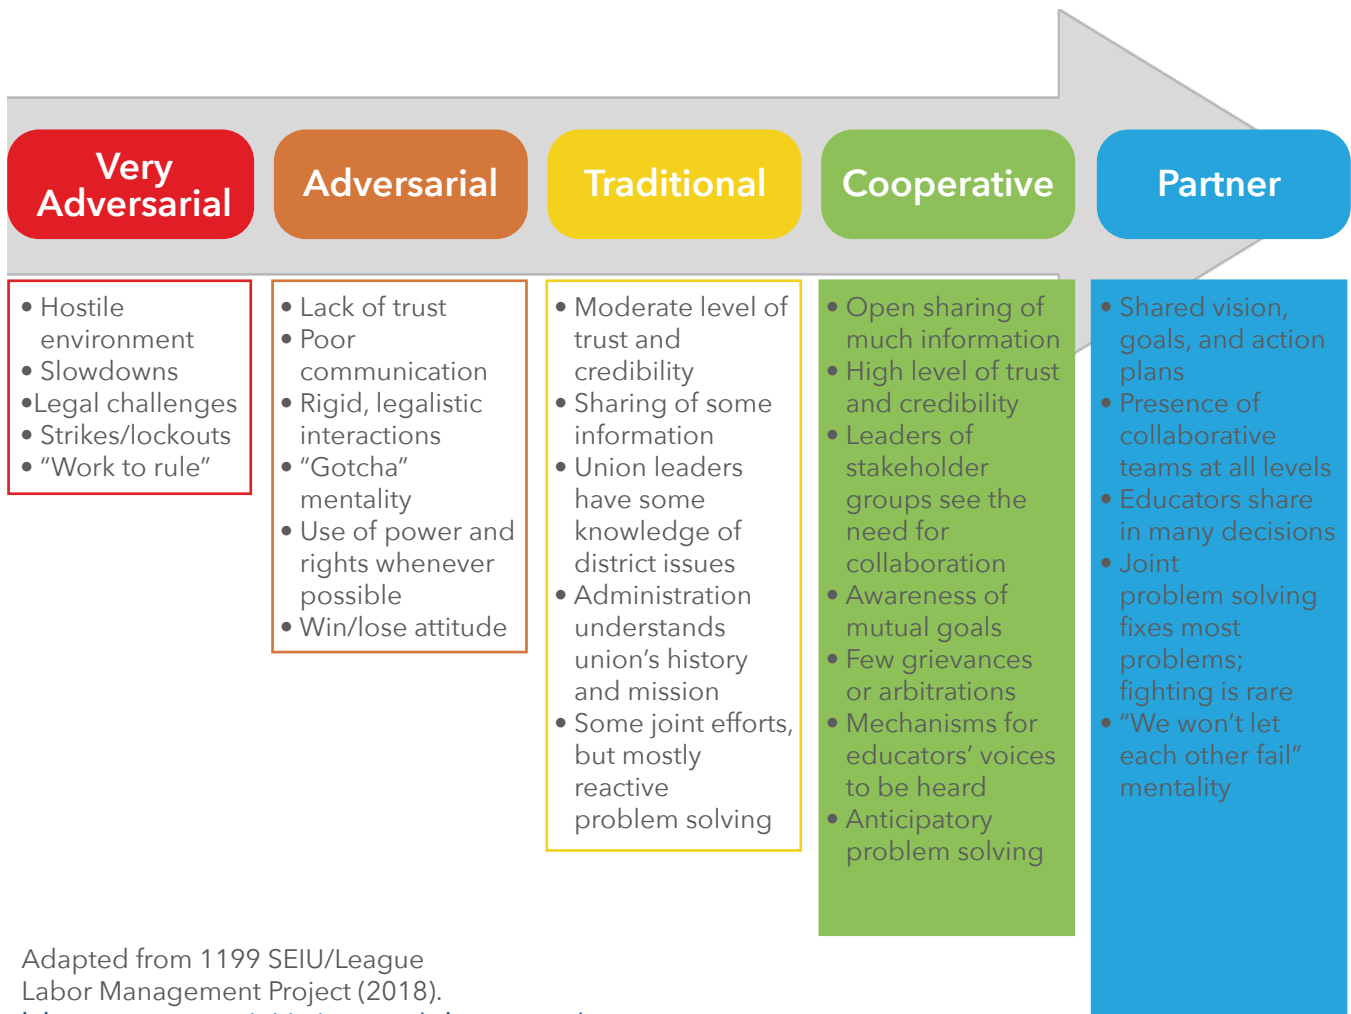 Very
Adversarial
Adversarial
Traditional
Cooperative
Partner
• Hostile
environment
• Slowdowns
•Legal challenges
• Strikes/lockouts
• “Work to rule”
• Lack of trust
• Poor
communication
• Rigid, legalistic
interactions
• “Gotcha”
mentality
• Use of power and
rights whenever
possible
• Win/lose attitude
• Moderate level of
trust and
credibility
• Sharing of some
information
• Union leaders
have some
knowledge of
district issues
• Administration
understands
union’s history
and mission
• Some joint efforts,
but mostly
reactive
problem solving
• Open sharing of
much information
• High level of trust
and credibility
• Leaders of
stakeholder
groups see the
need for
collaboration
• Awareness of
mutual goals
• Few grievances
or arbitrations
• Mechanisms for
educators’ voices
to be heard
• Anticipatory
problem solving
• Shared vision,
goals, and action
plans
• Presence of
collaborative
teams at all levels
• Educators share
in many decisions
• Joint
problem solving
fixes most
problems;
fighting is rare
• “We won’t let
each other fail”
mentality
Adapted from 1199 SEIU/League
Labor Management Project (2018).